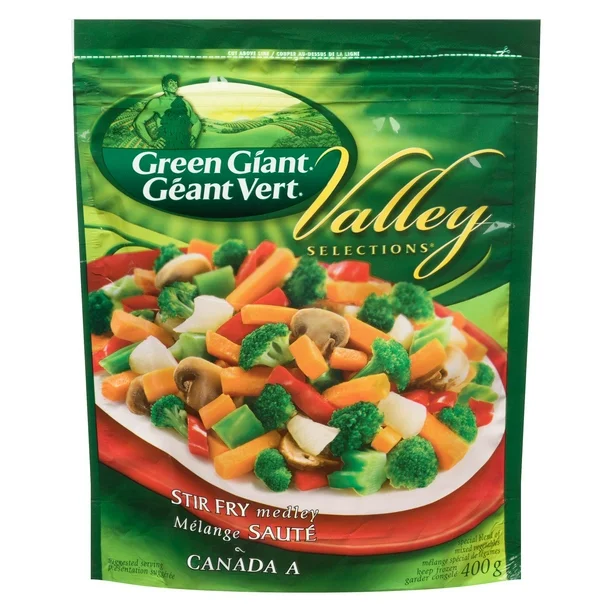 CUT ABOVE LINE / COUPER AU-DESSUS DE LA LIGNE
Green Giant®
Géant Vert®
Valley
SELECTIONS®
STIR FRY medley
Mélange SAUTÉ
CANADA A
Suggested serving
présentation suggérée
Special blend of
mixed vegetables
mélange spécial de légumes
keep frozen
garder congelé 400 g